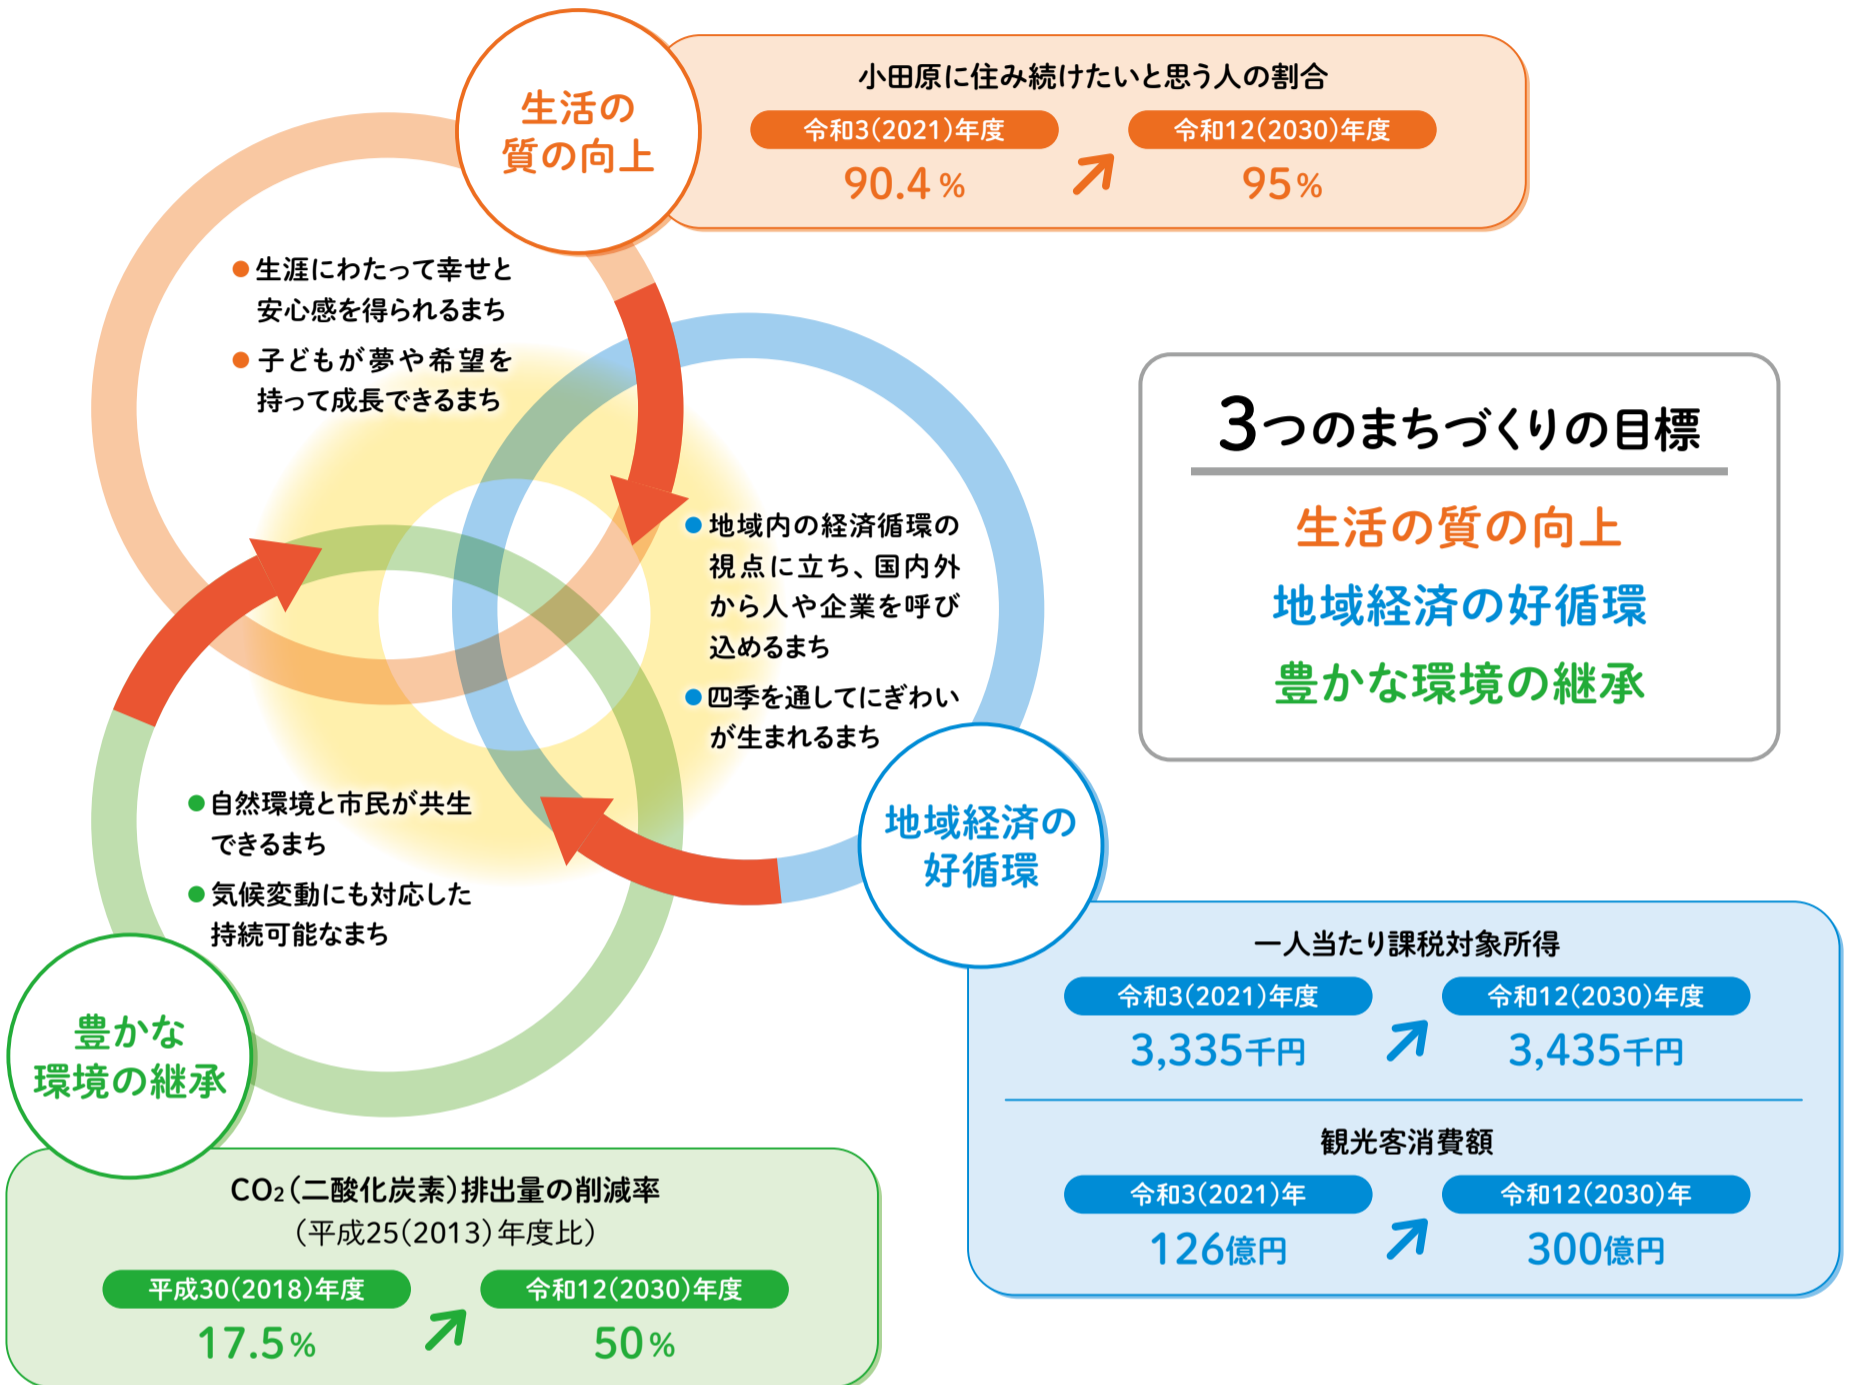 生活の
質の向上
小田原に住み続けたいと思う人の割合
令和3(2021)年度
令和12(2030)年度
90.4%
95%
●生涯にわたって幸せと
安心感を得られるまち
●子どもが夢や希望を
持って成長できるまち
3つのまちづくりの目標
生活の質の向上
地域経済の好循環
豊かな環境の継承
●地域内の経済循環の
視点に立ち、国内外
から人や企業を呼び
込めるまち
●四季を通してにぎわい
が生まれるまち
地域経済の
好循環
一人当たり課税対象所得
令和3(2021)年度
令和12(2030)年度
3,335千円
3,435千円
観光客消費額
令和3(2021)年
令和12(2030)年
126億円
300億円
●自然環境と市民が共生
できるまち
●気候変動にも対応した
持続可能なまち
豊かな
環境の継承
CO₂(二酸化炭素)排出量の削減率
(平成25(2013)年度比)
平成30(2018)年度
令和12(2030)年度
17.5%
50%